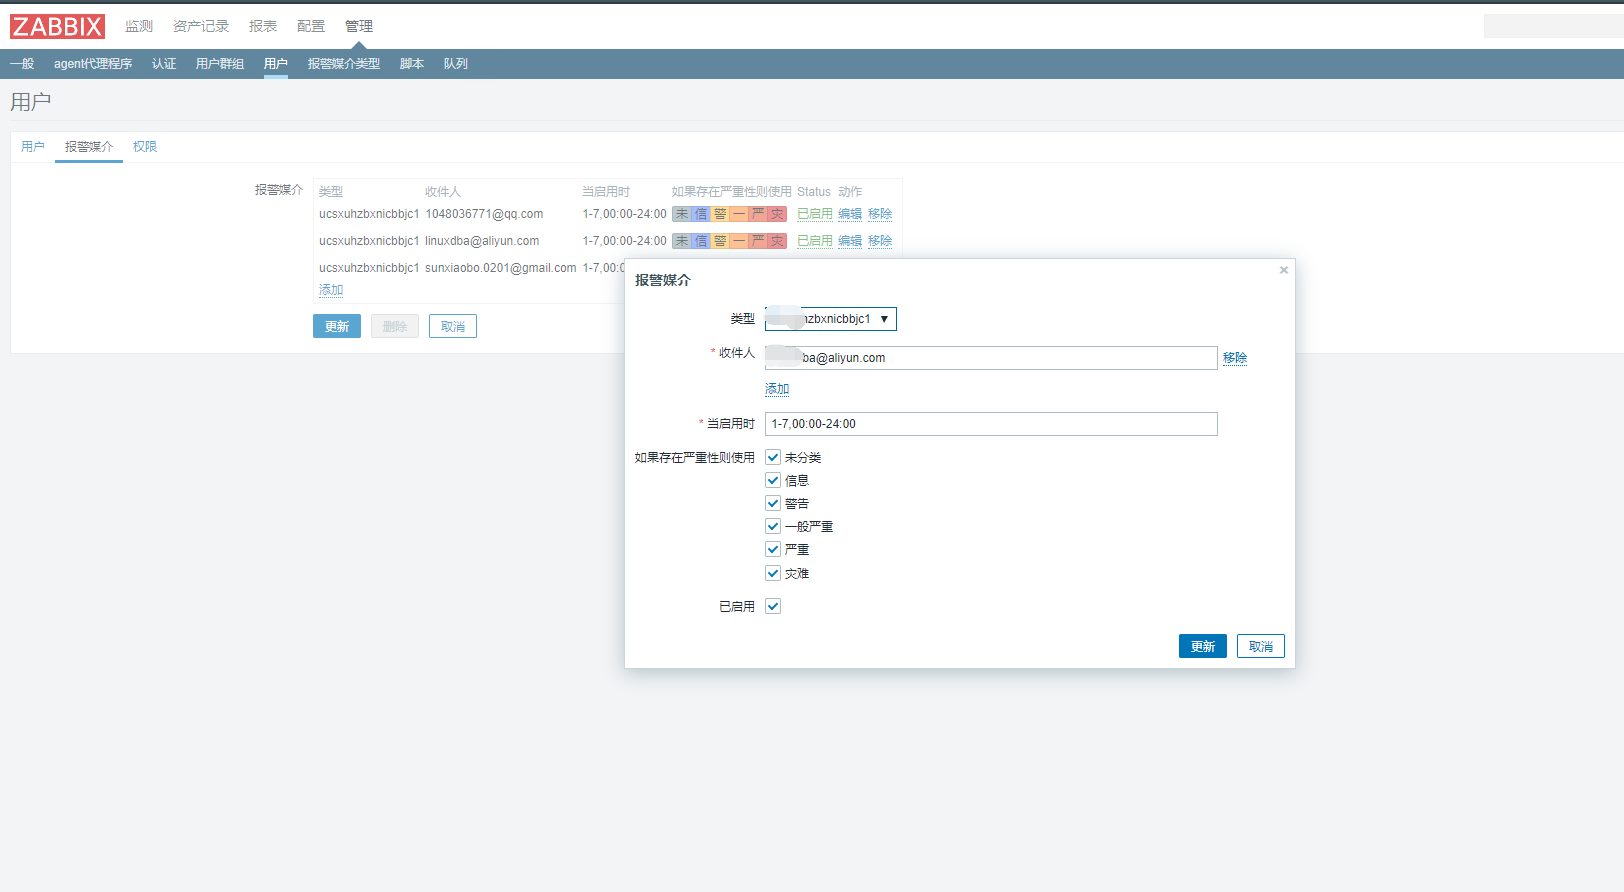 ZABBIX 监测 资产记录 报表 配置 管理
一般 agent代理程序 认证 用户群组 用户 报警媒介类型 脚本 队列
用户
用户 报警媒介 权限
报警媒介 类型 收件人 当启用时 如果存在严重性则使用 Status 动作
ucsxuhzbxnicbbjc1 1048036771@qq.com 1-7,00:00-24:00 未 信 警 一 严 灾 已启用 编辑 移除
ucsxuhzbxnicbbjc1 linuxdba@aliyun.com 1-7,00:00-24:00 未 信 警 一 严 灾 已启用 编辑 移除
ucsxuhzbxnicbbjc1 sunxiaobo.0201@gmail.com 1-7,00:0
添加
更新 删除 取消
报警媒介 ×
类型 hzbxnicbbjc1 ▼
* 收件人 ba@aliyun.com 移除
添加
* 当启用时 1-7,00:00-24:00
如果存在严重性则使用 未分类
信息
警告
一般严重
严重
灾难
已启用
更新 取消